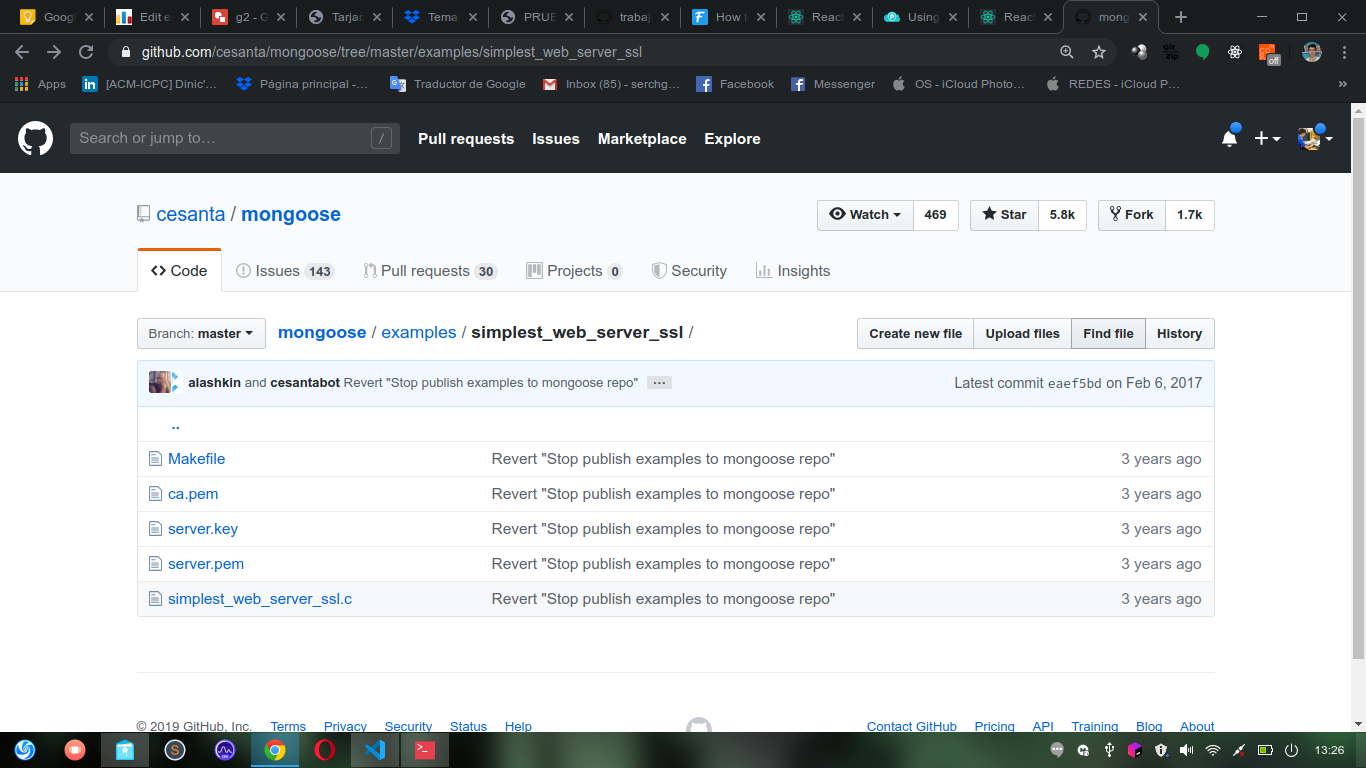 Googl Edit e g2 - G Tarjan Tema PRUE trabaj How t React Using React mong
github.com/cesanta/mongoose/tree/master/examples/simplest_web_server_ssl
Git Zip off
Apps [ACM-ICPC] Dinic'… Página principal -… Traductor de Google Inbox (85) - serchg… Facebook Messenger OS - iCloud Photo… REDES - iCloud P… »
Search or jump to… / Pull requests Issues Marketplace Explore
cesanta / mongoose Watch 469 Star 5.8k Fork 1.7k
Code Issues 143 Pull requests 30 Projects 0 Security Insights
Branch: master mongoose / examples / simplest_web_server_ssl / Create new file Upload files Find file History
alashkin and cesantabot Revert "Stop publish examples to mongoose repo" … Latest commit eaef5bd on Feb 6, 2017
..
Makefile Revert "Stop publish examples to mongoose repo" 3 years ago
ca.pem Revert "Stop publish examples to mongoose repo" 3 years ago
server.key Revert "Stop publish examples to mongoose repo" 3 years ago
server.pem Revert "Stop publish examples to mongoose repo" 3 years ago
simplest_web_server_ssl.c Revert "Stop publish examples to mongoose repo" 3 years ago
© 2019 GitHub, Inc. Terms Privacy Security Status Help Contact GitHub Pricing API Training Blog About
13:26